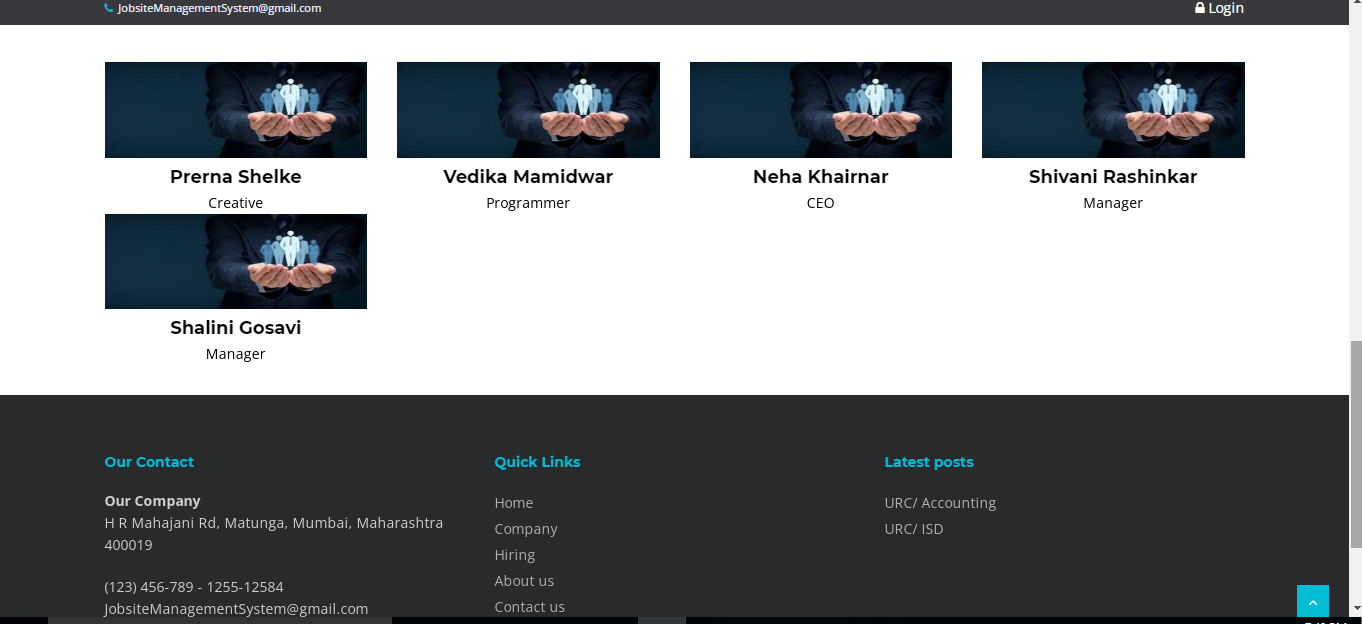 JobsiteManagementSystem@gmail.com
Login
Prerna Shelke
Creative
Vedika Mamidwar
Programmer
Neha Khairnar
CEO
Shivani Rashinkar
Manager
Shalini Gosavi
Manager
Our Contact
Our Company
H R Mahajani Rd, Matunga, Mumbai, Maharashtra
400019
(123) 456-789 - 1255-12584
JobsiteManagementSystem@gmail.com
Quick Links
Home
Company
Hiring
About us
Contact us
Latest posts
URC/ Accounting
URC/ ISD